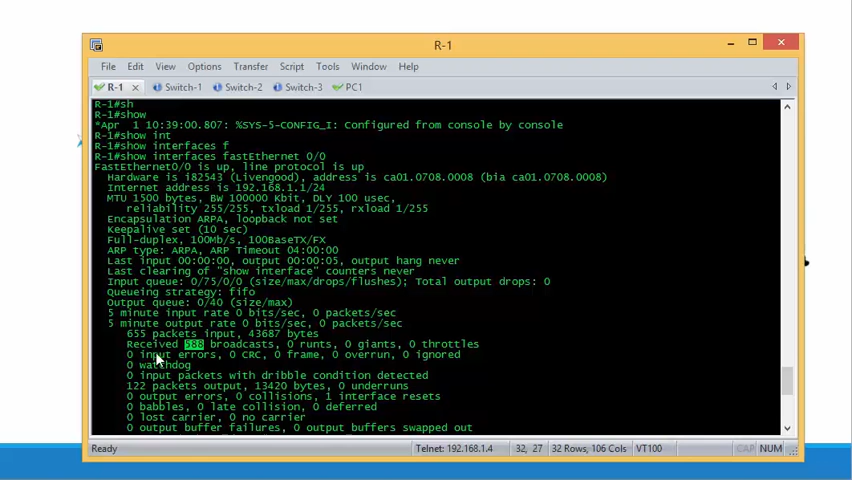 R-1
File Edit View Options Transfer Script Tools Window Help
R-1 Switch-1 Switch-2 Switch-3 PC1
R-1#sh
R-1#show
*Apr 1 10:39:00.807: %SYS-5-CONFIG_I: Configured from console by console
R-1#show int
R-1#show interfaces f
R-1#show interfaces fastEthernet 0/0
FastEthernet0/0 is up, line protocol is up
Hardware is i82543 (Livengood), address is ca01.0708.0008 (bia ca01.0708.0008)
Internet address is 192.168.1.1/24
MTU 1500 bytes, BW 100000 Kbit, DLY 100 usec,
reliability 255/255, txload 1/255, rxload 1/255
Encapsulation ARPA, loopback not set
Keepalive set (10 sec)
Full-duplex, 100Mb/s, 100BaseTX/FX
ARP type: ARPA, ARP Timeout 04:00:00
Last input 00:00:00, output 00:00:05, output hang never
Last clearing of "show interface" counters never
Input queue: 0/75/0/0 (size/max/drops/flushes); Total output drops: 0
Queueing strategy: fifo
Output queue: 0/40 (size/max)
5 minute input rate 0 bits/sec, 0 packets/sec
5 minute output rate 0 bits/sec, 0 packets/sec
655 packets input, 43687 bytes
Received 588 broadcasts, 0 runts, 0 giants, 0 throttles
0 input errors, 0 CRC, 0 frame, 0 overrun, 0 ignored
0 watchdog
0 input packets with dribble condition detected
122 packets output, 13420 bytes, 0 underruns
0 output errors, 0 collisions, 1 interface resets
0 babbles, 0 late collision, 0 deferred
0 lost carrier, 0 no carrier
0 output buffer failures, 0 output buffers swapped out
Ready Telnet: 192.168.1.4 32, 27 32 Rows, 106 Cols VT100 CAP NUM